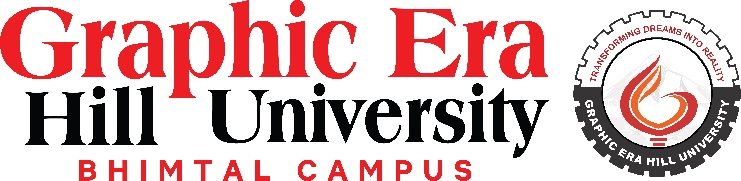 Graphic Era
Hill University
BHIMTAL CAMPUS
TRANSFORMING DREAMS INTO REALITY
GRAPHIC ERA HILL UNIVERSITY